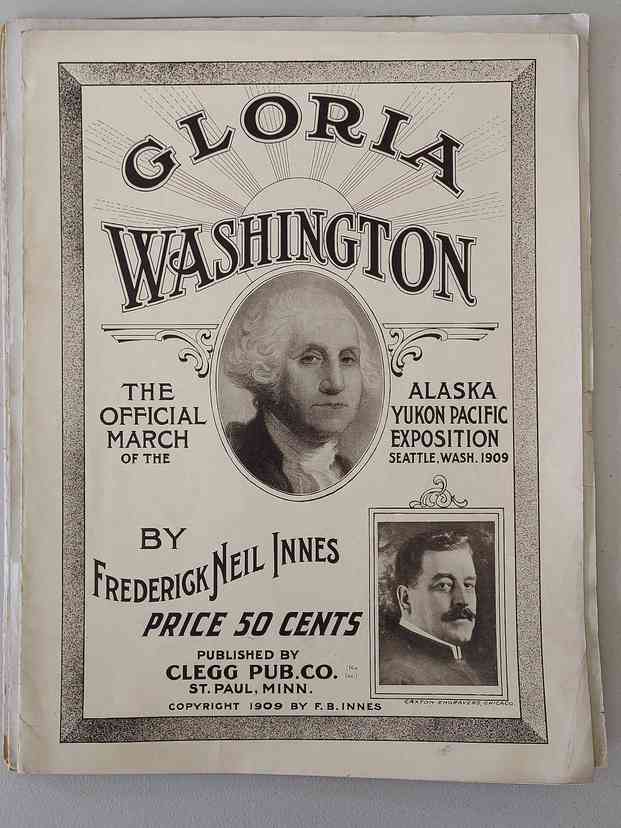 GLORIA
WASHINGTON
THE
OFFICIAL
MARCH
OF THE
ALASKA
YUKON PACIFIC
EXPOSITION
SEATTLE, WASH. 1909
BY
FREDERICK NEIL INNES
PRICE 50 CENTS
PUBLISHED BY
CLEGG PUB. CO.
ST. PAUL, MINN.
COPYRIGHT 1909 BY F. B. INNES
CAXTON ENGRAVERS, CHICAGO